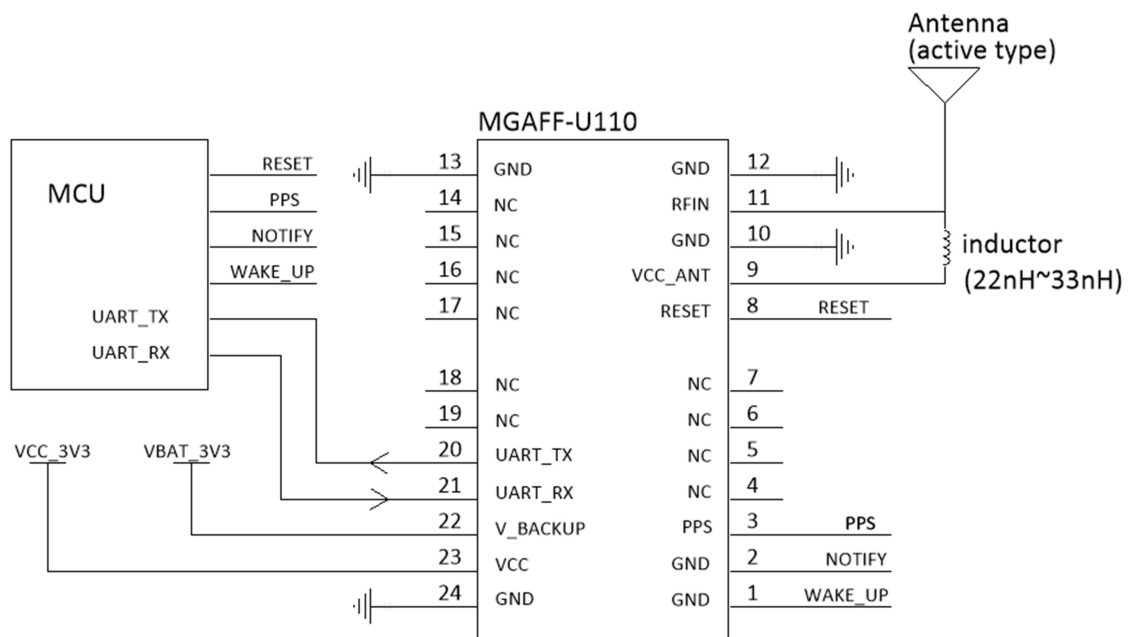 Antenna
(active type)
MGAFF-U110
MCU
RESET
PPS
NOTIFY
WAKE_UP
UART_TX
UART_RX
VCC_3V3
VBAT_3V3
13 GND
14 NC
15 NC
16 NC
17 NC
18 NC
19 NC
20 UART_TX
21 UART_RX
22 V_BACKUP
23 VCC
24 GND
GND 12
RFIN 11
GND 10
VCC_ANT 9
RESET 8 RESET
NC 7
NC 6
NC 5
NC 4
PPS 3 PPS
GND 2 NOTIFY
GND 1 WAKE_UP
inductor
(22nH~33nH)